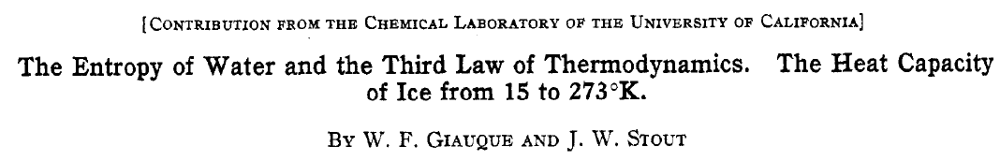 [CONTRIBUTION FROM THE CHEMICAL LABORATORY OF THE UNIVERSITY OF CALIFORNIA]
The Entropy of Water and the Third Law of Thermodynamics. The Heat Capacity
of Ice from 15 to 273°K.
BY W. F. GIAUQUE AND J. W. STOUT